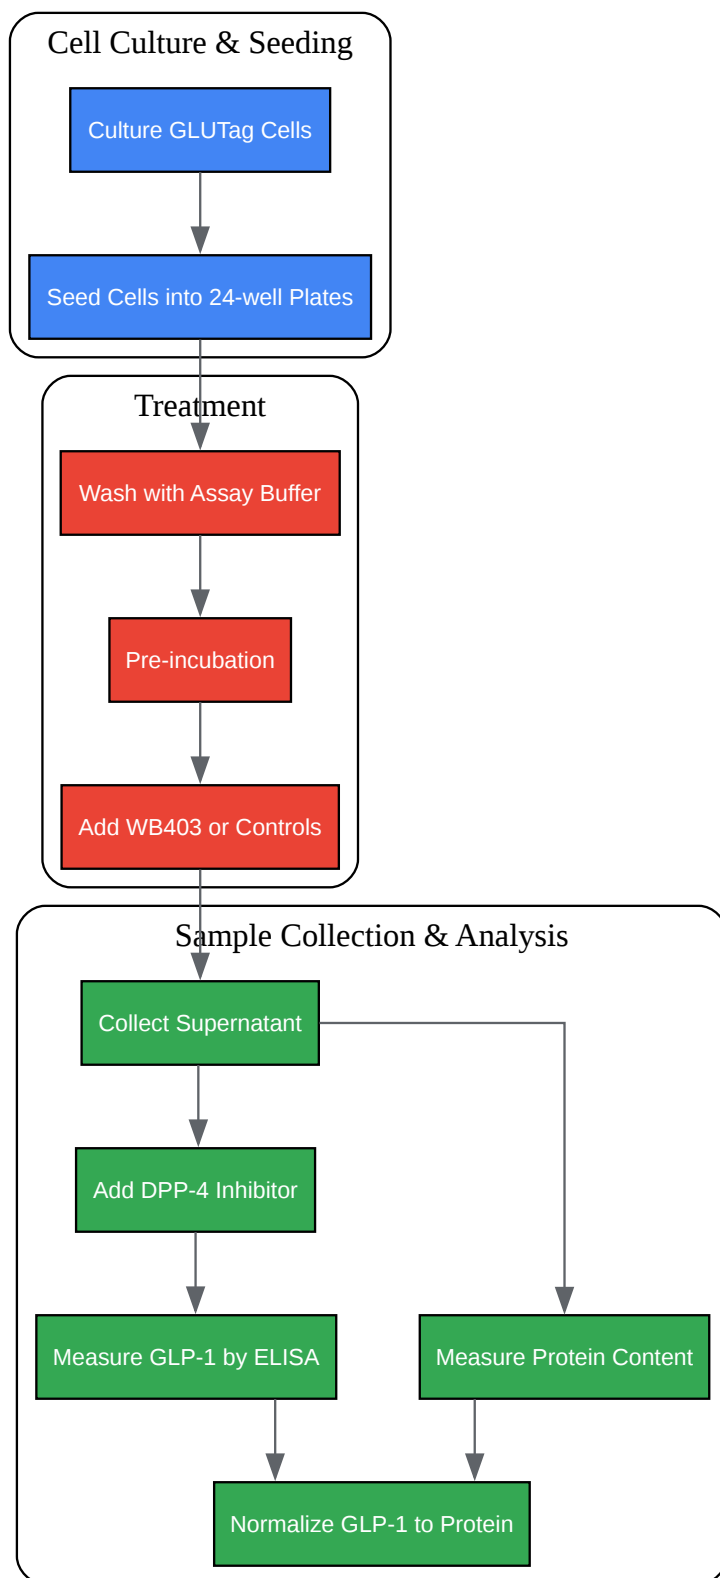 Cell Culture & Seeding
Culture GLUTag Cells
Seed Cells into 24-well Plates
Treatment
Wash with Assay Buffer
Pre-incubation
Add WB403 or Controls
Sample Collection & Analysis
Collect Supernatant
Add DPP-4 Inhibitor
Measure GLP-1 by ELISA
Measure Protein Content
Normalize GLP-1 to Protein